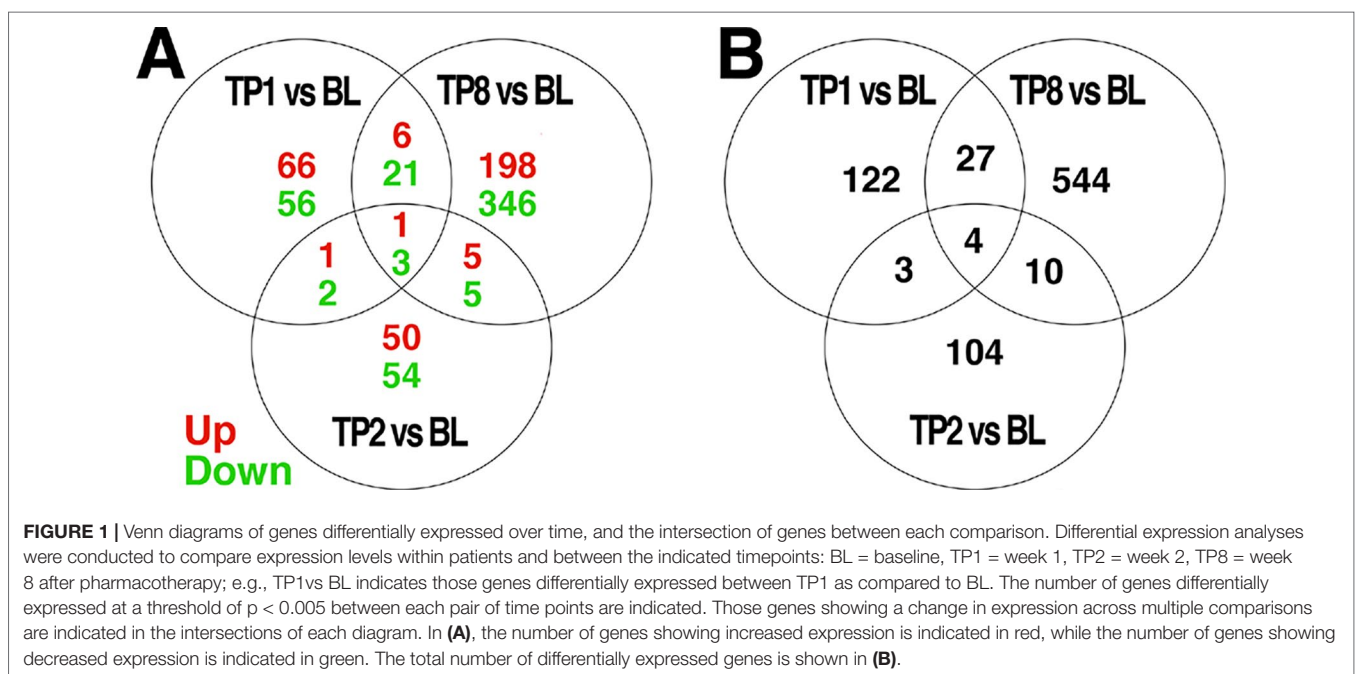 A
TP1 vs BL
TP8 vs BL
66
56
6
21
198
346
1
2
1
3
5
5
50
54
TP2 vs BL
Up
Down
B
TP1 vs BL
TP8 vs BL
122
27
544
3
4
10
104
TP2 vs BL
FIGURE 1 | Venn diagrams of genes differentially expressed over time, and the intersection of genes between each comparison. Differential expression analyses
were conducted to compare expression levels within patients and between the indicated timepoints: BL = baseline, TP1 = week 1, TP2 = week 2, TP8 = week
8 after pharmacotherapy; e.g., TP1vs BL indicates those genes differentially expressed between TP1 as compared to BL. The number of genes differentially
expressed at a threshold of p < 0.005 between each pair of time points are indicated. Those genes showing a change in expression across multiple comparisons
are indicated in the intersections of each diagram. In (A), the number of genes showing increased expression is indicated in red, while the number of genes showing
decreased expression is indicated in green. The total number of differentially expressed genes is shown in (B).